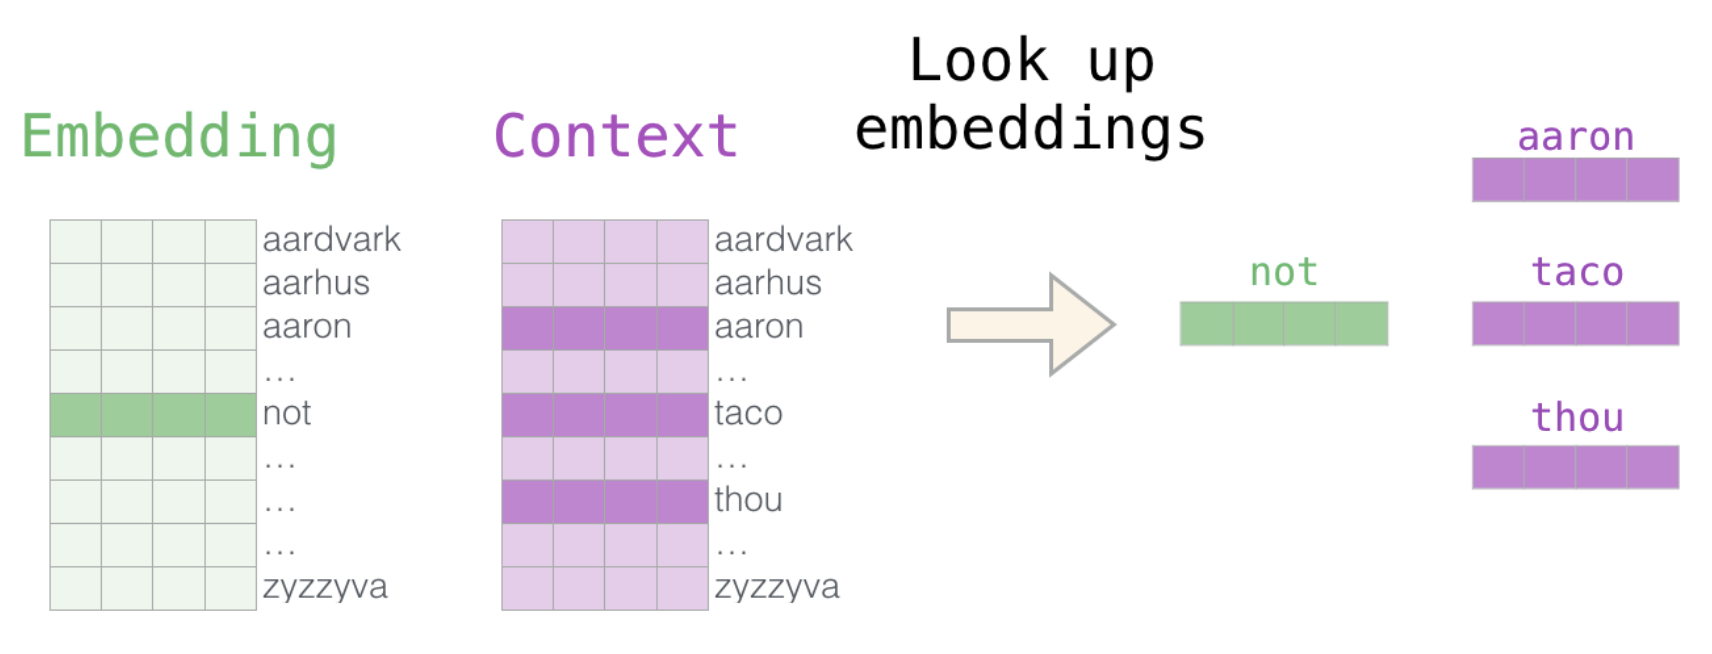 Look up
embeddings
Embedding
Context
aardvark
aarhus
aaron
...
not
...
...
...
zyzzyva
aardvark
aarhus
aaron
...
taco
...
thou
...
zyzzyva
not
aaron
taco
thou